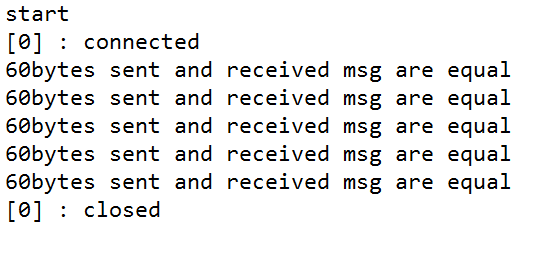 start
[0] : connected
60bytes sent and received msg are equal
60bytes sent and received msg are equal
60bytes sent and received msg are equal
60bytes sent and received msg are equal
60bytes sent and received msg are equal
[0] : closed